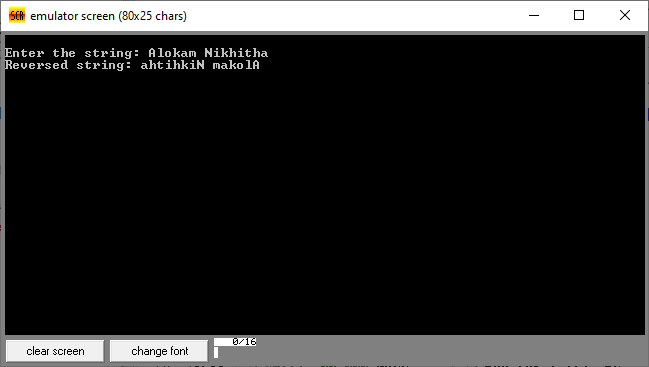 emulator screen (80x25 chars)
Enter the string: Alokam Nikhitha
Reversed string: ahtihkiN makolA
clear screen
change font
0/16